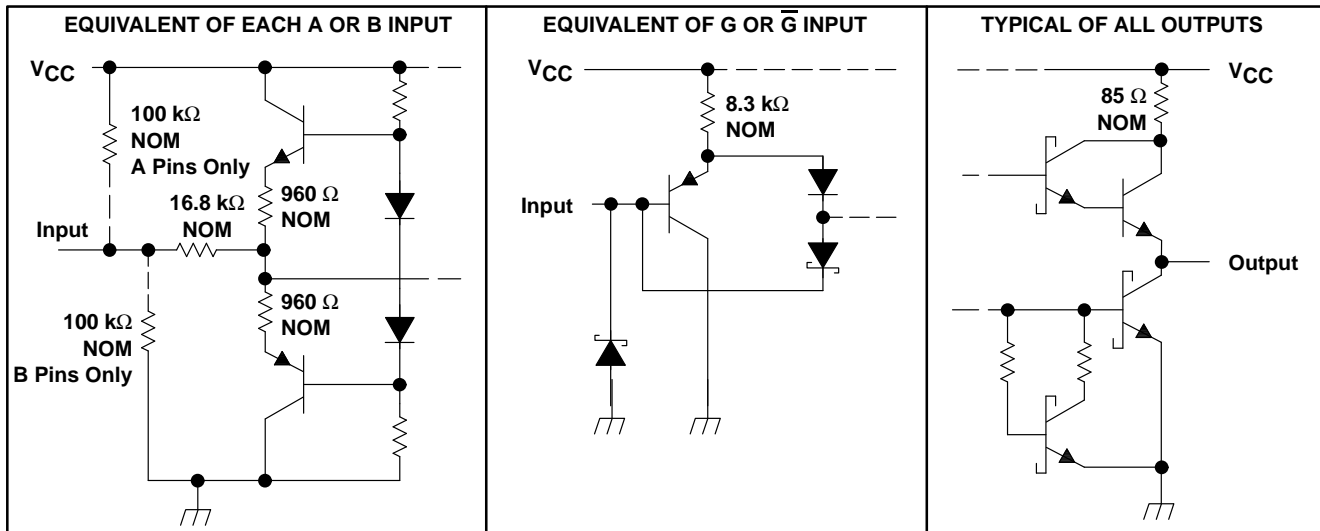 EQUIVALENT OF EACH A OR B INPUT
VCC
100 kΩ
NOM
A Pins Only
16.8 kΩ
NOM
960 Ω
NOM
Input
960 Ω
NOM
100 kΩ
NOM
B Pins Only
EQUIVALENT OF G OR G̅ INPUT
VCC
8.3 kΩ
NOM
Input
TYPICAL OF ALL OUTPUTS
VCC
85 Ω
NOM
Output